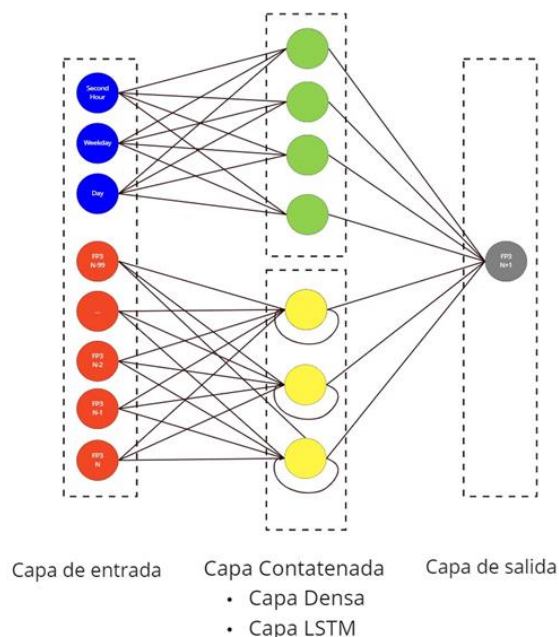 Second
Hour
Weekday
Day
FP3
N-99
...
FP3
N-2
FP3
N-1
FP3
N
FP3
N+1
Capa de entrada
Capa Contatenada
• Capa Densa
• Capa LSTM
Capa de salida